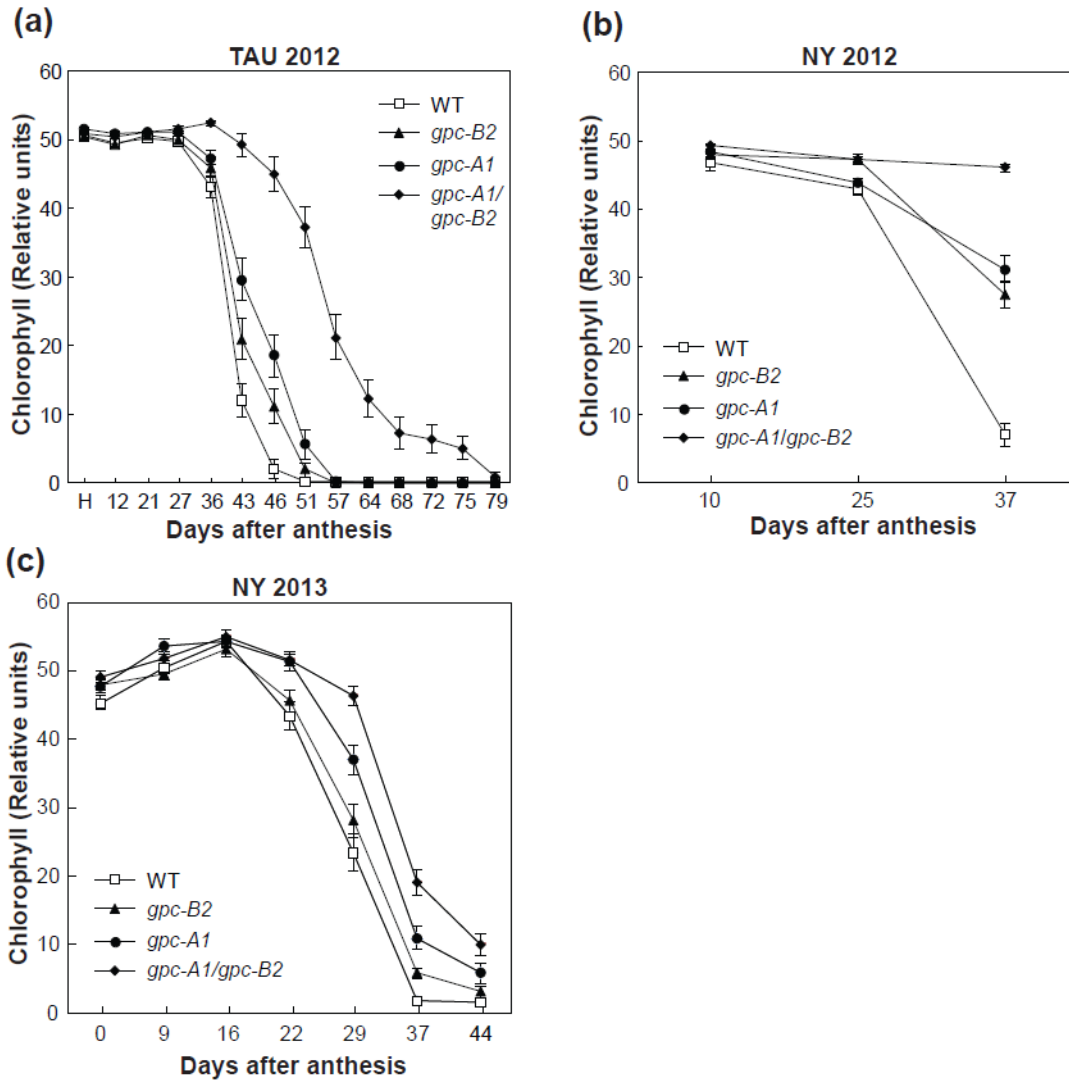 (a)
TAU 2012
60
50
40
30
20
10
0
Chlorophyll (Relative units)
WT
gpc-B2
gpc-A1
gpc-A1/
gpc-B2
H 12 21 27 36 43 46 51 57 64 68 72 75 79
Days after anthesis
(b)
NY 2012
60
50
40
30
20
10
0
Chlorophyll (Relative units)
WT
gpc-B2
gpc-A1
gpc-A1/gpc-B2
10 25 37
Days after anthesis
(c)
NY 2013
60
50
40
30
20
10
0
Chlorophyll (Relative units)
WT
gpc-B2
gpc-A1
gpc-A1/gpc-B2
0 9 16 22 29 37 44
Days after anthesis